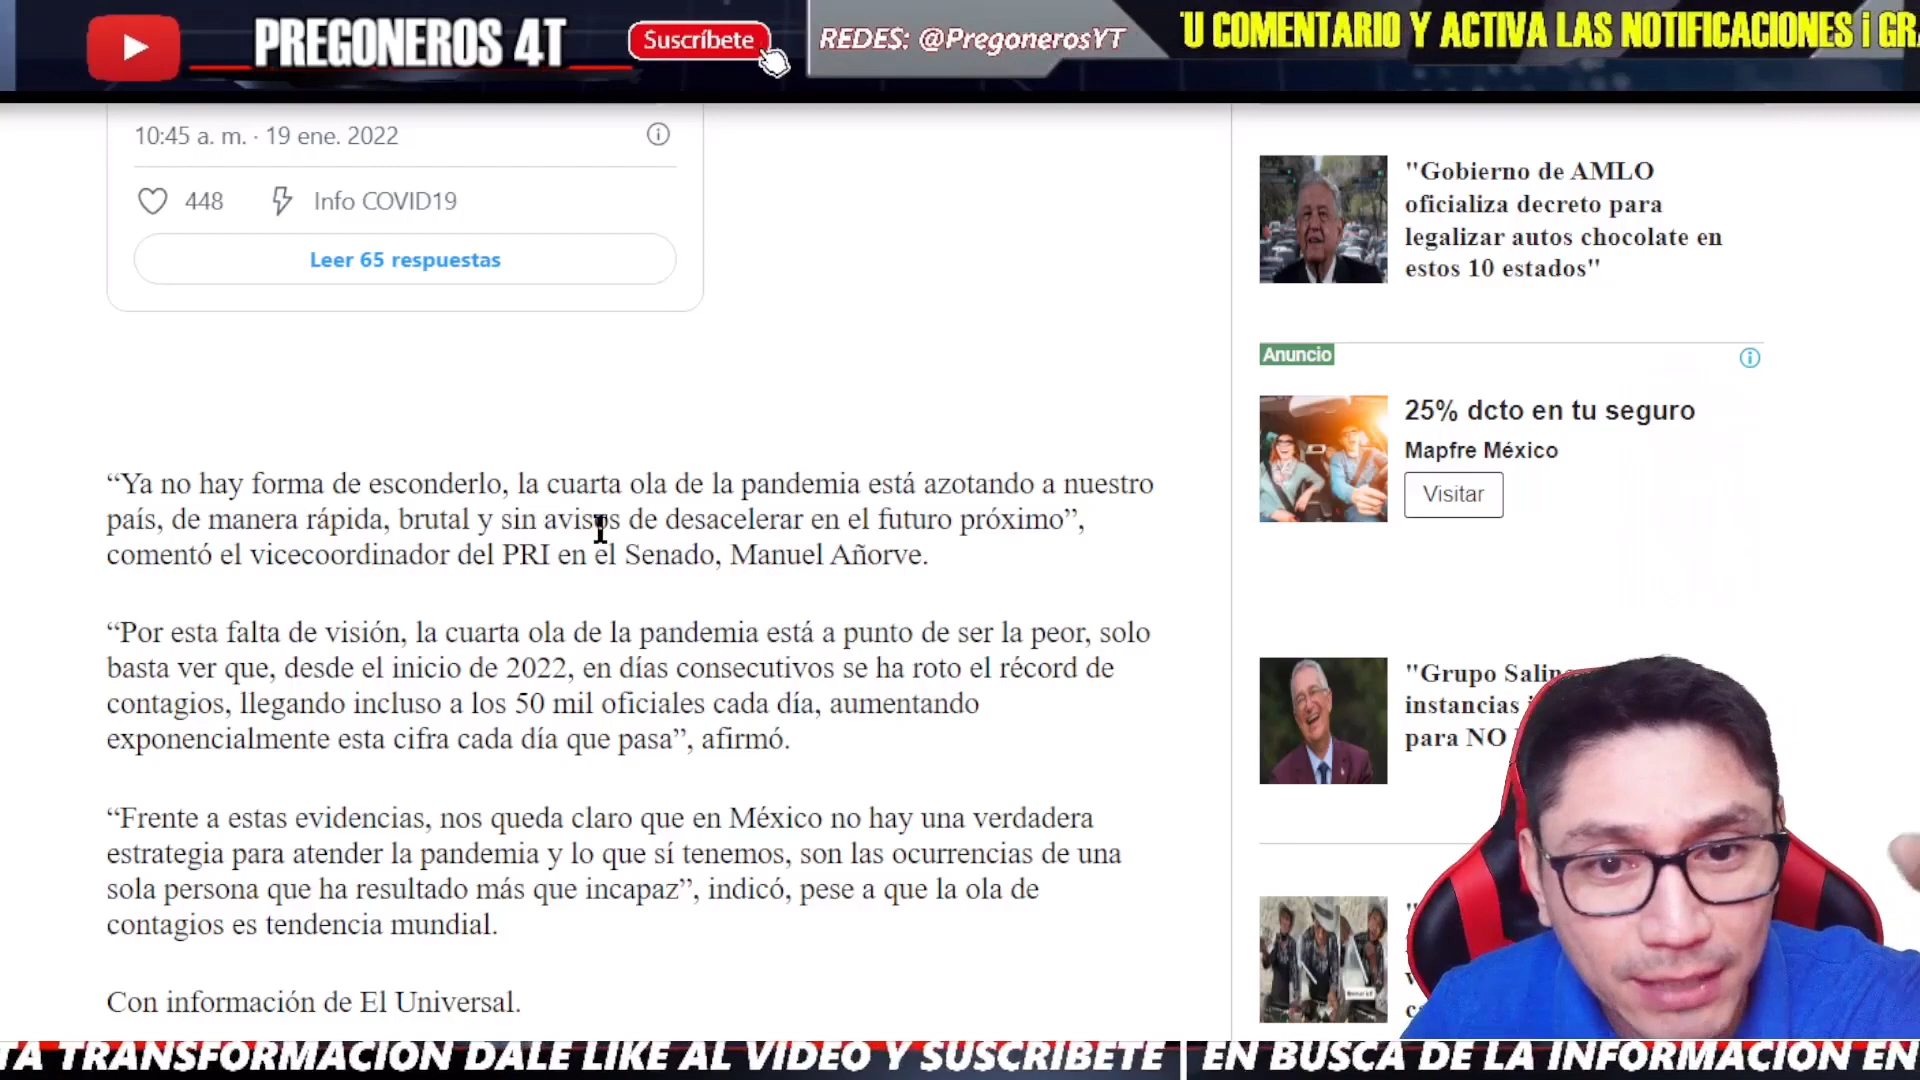 PREGONEROS 4T
Suscríbete
REDES: @PregonerosYT
U COMENTARIO Y ACTIVA LAS NOTIFICACIONES ¡ GR
10:45 a. m. · 19 ene. 2022
448 Info COVID19
Leer 65 respuestas
“Ya no hay forma de esconderlo, la cuarta ola de la pandemia está azotando a nuestro
país, de manera rápida, brutal y sin avisos de desacelerar en el futuro próximo”,
comentó el vicecoordinador del PRI en el Senado, Manuel Añorve.
“Por esta falta de visión, la cuarta ola de la pandemia está a punto de ser la peor, solo
basta ver que, desde el inicio de 2022, en días consecutivos se ha roto el récord de
contagios, llegando incluso a los 50 mil oficiales cada día, aumentando
exponencialmente esta cifra cada día que pasa”, afirmó.
“Frente a estas evidencias, nos queda claro que en México no hay una verdadera
estrategia para atender la pandemia y lo que sí tenemos, son las ocurrencias de una
sola persona que ha resultado más que incapaz”, indicó, pese a que la ola de
contagios es tendencia mundial.
Con información de El Universal.
"Gobierno de AMLO
oficializa decreto para
legalizar autos chocolate en
estos 10 estados"
Anuncio
25% dcto en tu seguro
Mapfre México
Visitar
"Grupo Salin
instancias
para NO
TA TRANSFORMACION DALE LIKE AL VIDEO Y SUSCRIBETE | EN BUSCA DE LA INFORMACION EN